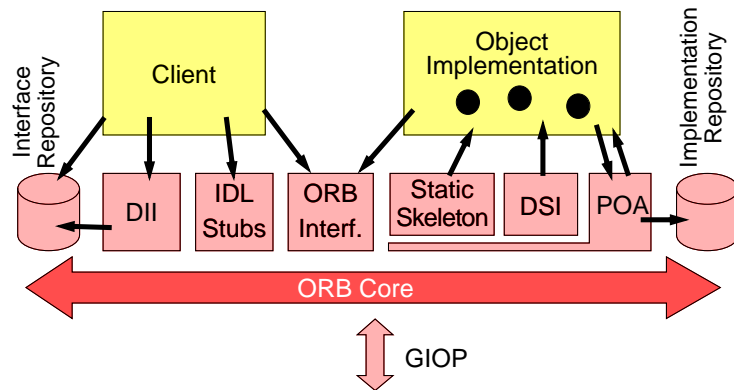 Interface
Repository
Client
Object
Implementation
Implementation
Repository
DII
IDL
Stubs
ORB
Interf.
Static
Skeleton
DSI
POA
ORB Core
GIOP